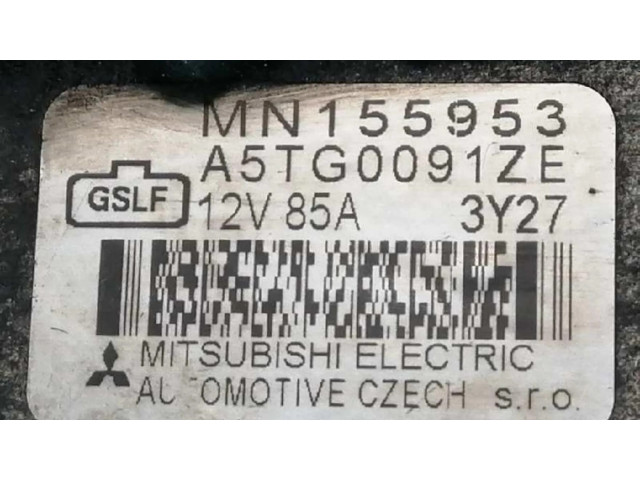 MN155953
A5TG0091ZE
GSLF 12V 85A 3Y27
MITSUBISHI ELECTRIC
AUTOMOTIVE CZECH s.r.o.